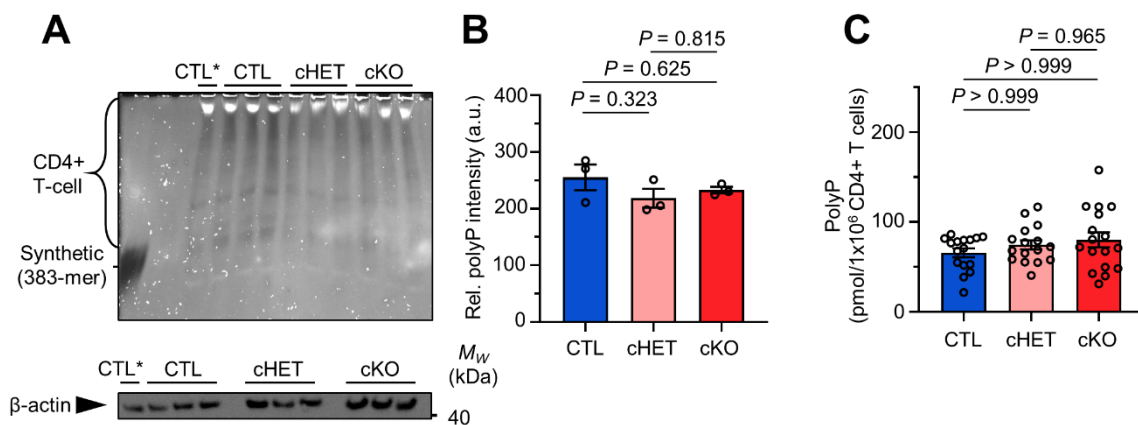 A
CTL* CTL cHET cKO
CD4+
T-cell
Synthetic
(383-mer)
CTL* CTL cHET cKO
β-actin
M_W
(kDa)
40
B
P = 0.815
P = 0.625
P = 0.323
Rel. polyP intensity (a.u.)
400
300
200
100
0
CTL cHET cKO
C
P = 0.965
P > 0.999
P > 0.999
PolyP
(pmol/1x10⁶ CD4+ T cells)
200
100
0
CTL cHET cKO